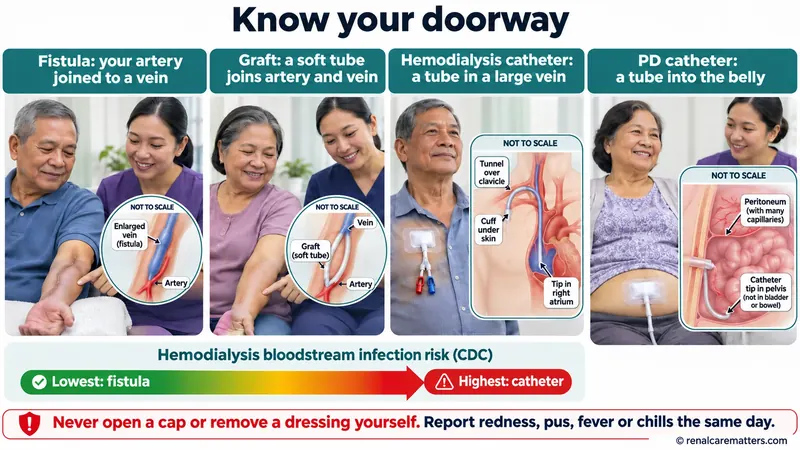 Know your doorway
Fistula: your artery
joined to a vein
NOT TO SCALE
Enlarged
vein (fistula)
Artery
Graft: a soft tube
joins artery and vein
NOT TO SCALE
Vein
Graft
(soft tube)
Artery
Hemodialysis catheter:
a tube in a large vein
NOT TO SCALE
Tunnel
over
clavicle
Cuff
under
skin
Tip in
right
atrium
PD catheter:
a tube into the belly
NOT TO SCALE
Peritoneum
(with many
capillaries)
Catheter
tip in pelvis
(not in bladder
or bowel)
Hemodialysis bloodstream infection risk (CDC)
Lowest: fistula
Highest: catheter
Never open a cap or remove a dressing yourself. Report redness, pus, fever or chills the same day.
© renalcarematters.com